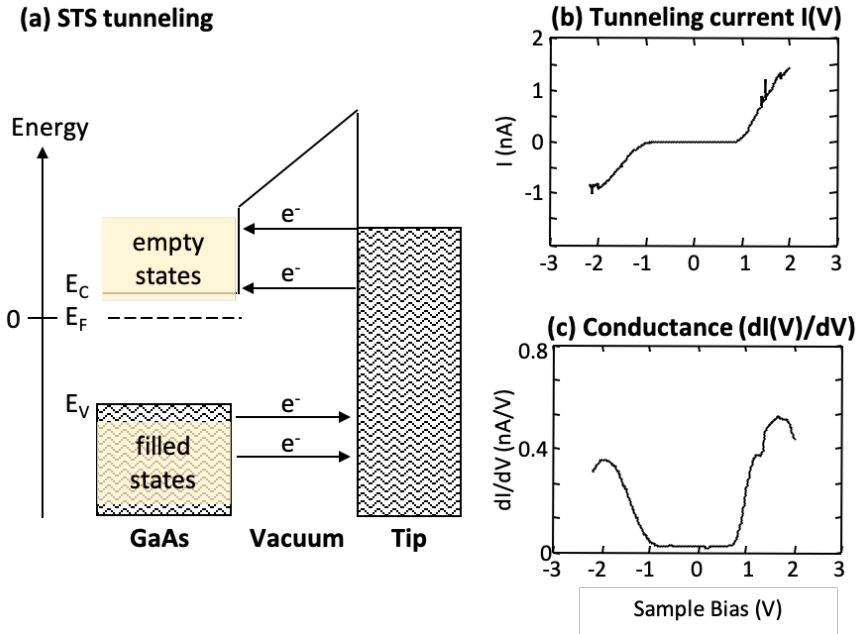 (a) STS tunneling
Energy
e-
empty
states
e-
E_C
0
E_F
E_V
e-
filled
states
e-
GaAs
Vacuum
Tip
(b) Tunneling current I(V)
I (nA)
2
1
0
-1
-3
-2
-1
0
1
2
3
(c) Conductance (dI(V)/dV)
dI/dV (nA/V)
0.8
0.4
0
-3
-2
-1
0
1
2
3
Sample Bias (V)